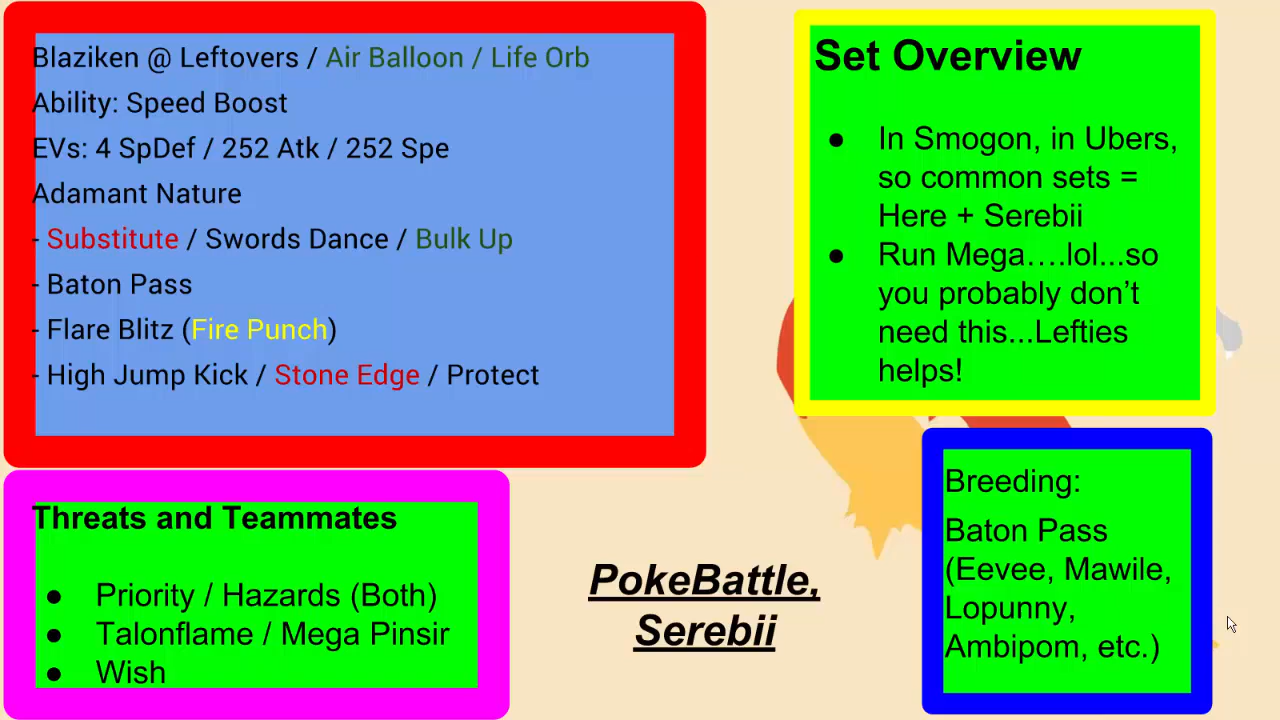 Blaziken @ Leftovers / Air Balloon / Life Orb
Ability: Speed Boost
EVs: 4 SpDef / 252 Atk / 252 Spe
Adamant Nature
- Substitute / Swords Dance / Bulk Up
- Baton Pass
- Flare Blitz (Fire Punch)
- High Jump Kick / Stone Edge / Protect
Set Overview
● In Smogon, in Ubers,
so common sets =
Here + Serebii
● Run Mega....lol...so
you probably don't
need this...Lefties
helps!
Threats and Teammates
● Priority / Hazards (Both)
● Talonflame / Mega Pinsir
● Wish
PokeBattle,
Serebii
Breeding:
Baton Pass
(Eevee, Mawile,
Lopunny,
Ambipom, etc.)